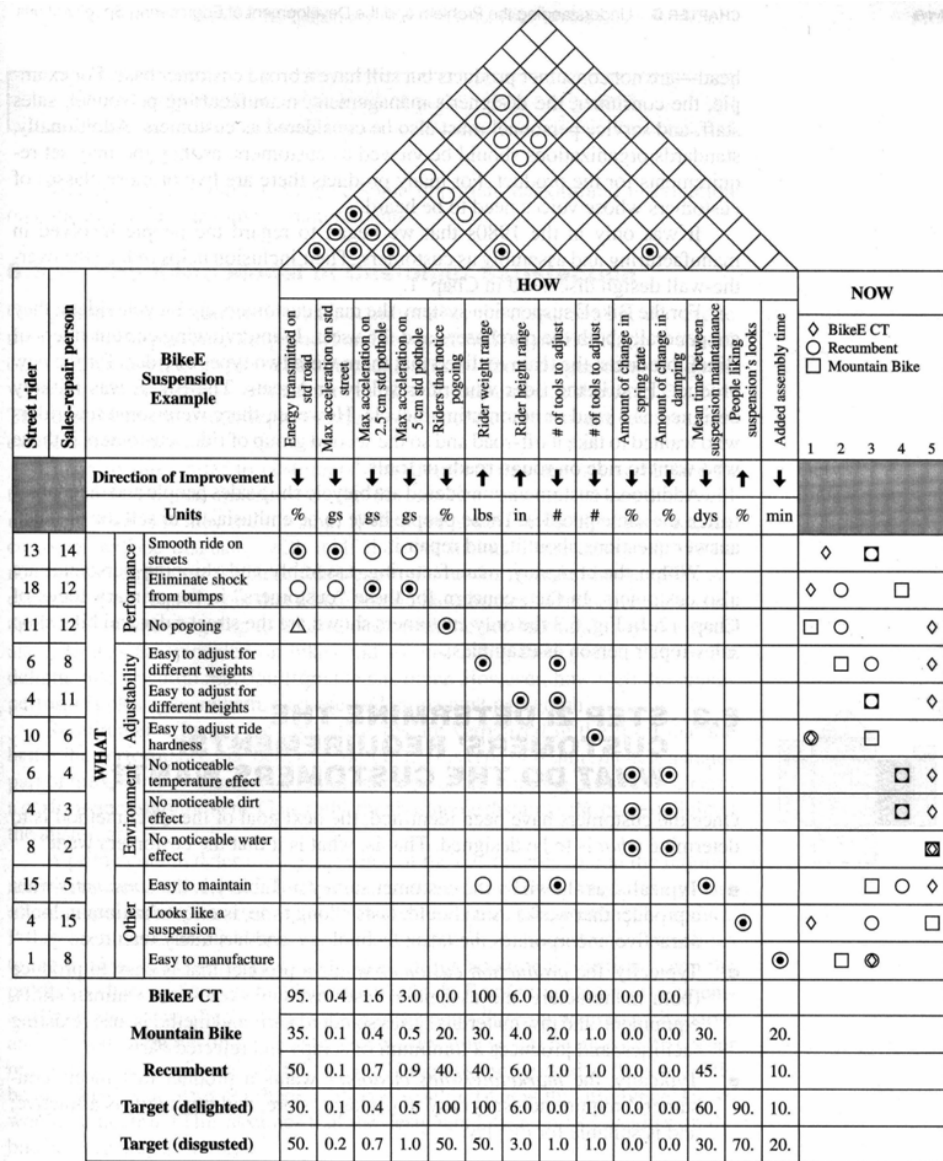 HOW
NOW
Street rider
Sales-repair person
BikeE
Suspension
Example
Energy transmitted on
std road
Max acceleration on std
street
Max acceleration on
2.5 cm std pothole
Max acceleration on
5 cm std pothole
Riders that notice
pogoing
Rider weight range
Rider height range
# of tools to adjust
# of tools to adjust
Amount of change in
spring rate
Amount of change in
damping
Mean time between
suspension maintainance
People liking
suspension's looks
Added assembly time
BikeE CT
Recumbent
Mountain Bike
1 2 3 4 5
Direction of Improvement
Units % gs gs gs % lbs in # # % % dys % min
WHAT
Performance
13 14 Smooth ride on
streets
18 12 Eliminate shock
from bumps
11 12 No pogoing
Adjustability
6 8 Easy to adjust for
different weights
4 11 Easy to adjust for
different heights
10 6 Easy to adjust ride
hardness
Environment
6 4 No noticeable
temperature effect
4 3 No noticeable dirt
effect
8 2 No noticeable water
effect
Other
15 5 Easy to maintain
4 15 Looks like a
suspension
1 8 Easy to manufacture
BikeE CT 95. 0.4 1.6 3.0 0.0 100 6.0 0.0 0.0 0.0 0.0
Mountain Bike 35. 0.1 0.4 0.5 20. 30 4.0 2.0 1.0 0.0 5.0 30. 20.
Recumbent 50. 0.1 0.7 0.9 40. 40. 6.0 1.0 1.0 0.0 0.0 45. 10.
Target (delighted) 30. 0.1 0.4 0.5 100 100 6.0 0.0 1.0 0.0 0.0 60. 90. 10.
Target (disgusted) 50. 0.2 0.7 1.0 50. 50. 3.0 1.0 1.0 0.0 0.0 30. 70. 20.